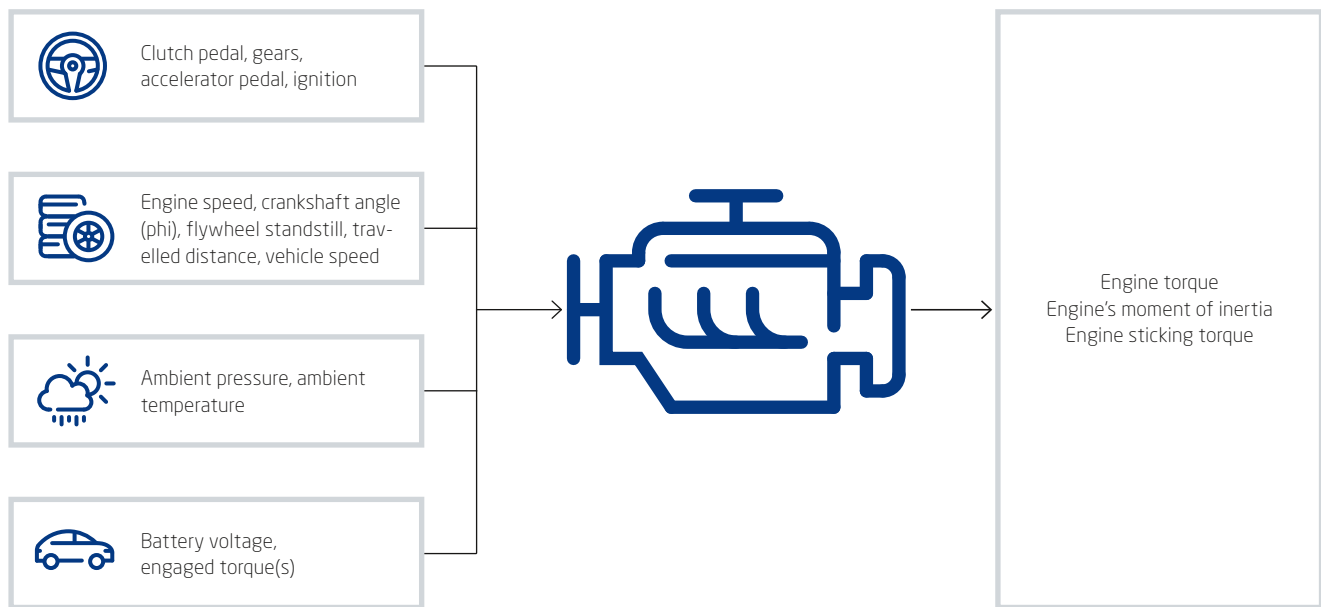 Clutch pedal, gears,
accelerator pedal, ignition
Engine speed, crankshaft angle
(phi), flywheel standstill, trav-
elled distance, vehicle speed
Ambient pressure, ambient
temperature
Battery voltage,
engaged torque(s)
Engine torque
Engine's moment of inertia
Engine sticking torque